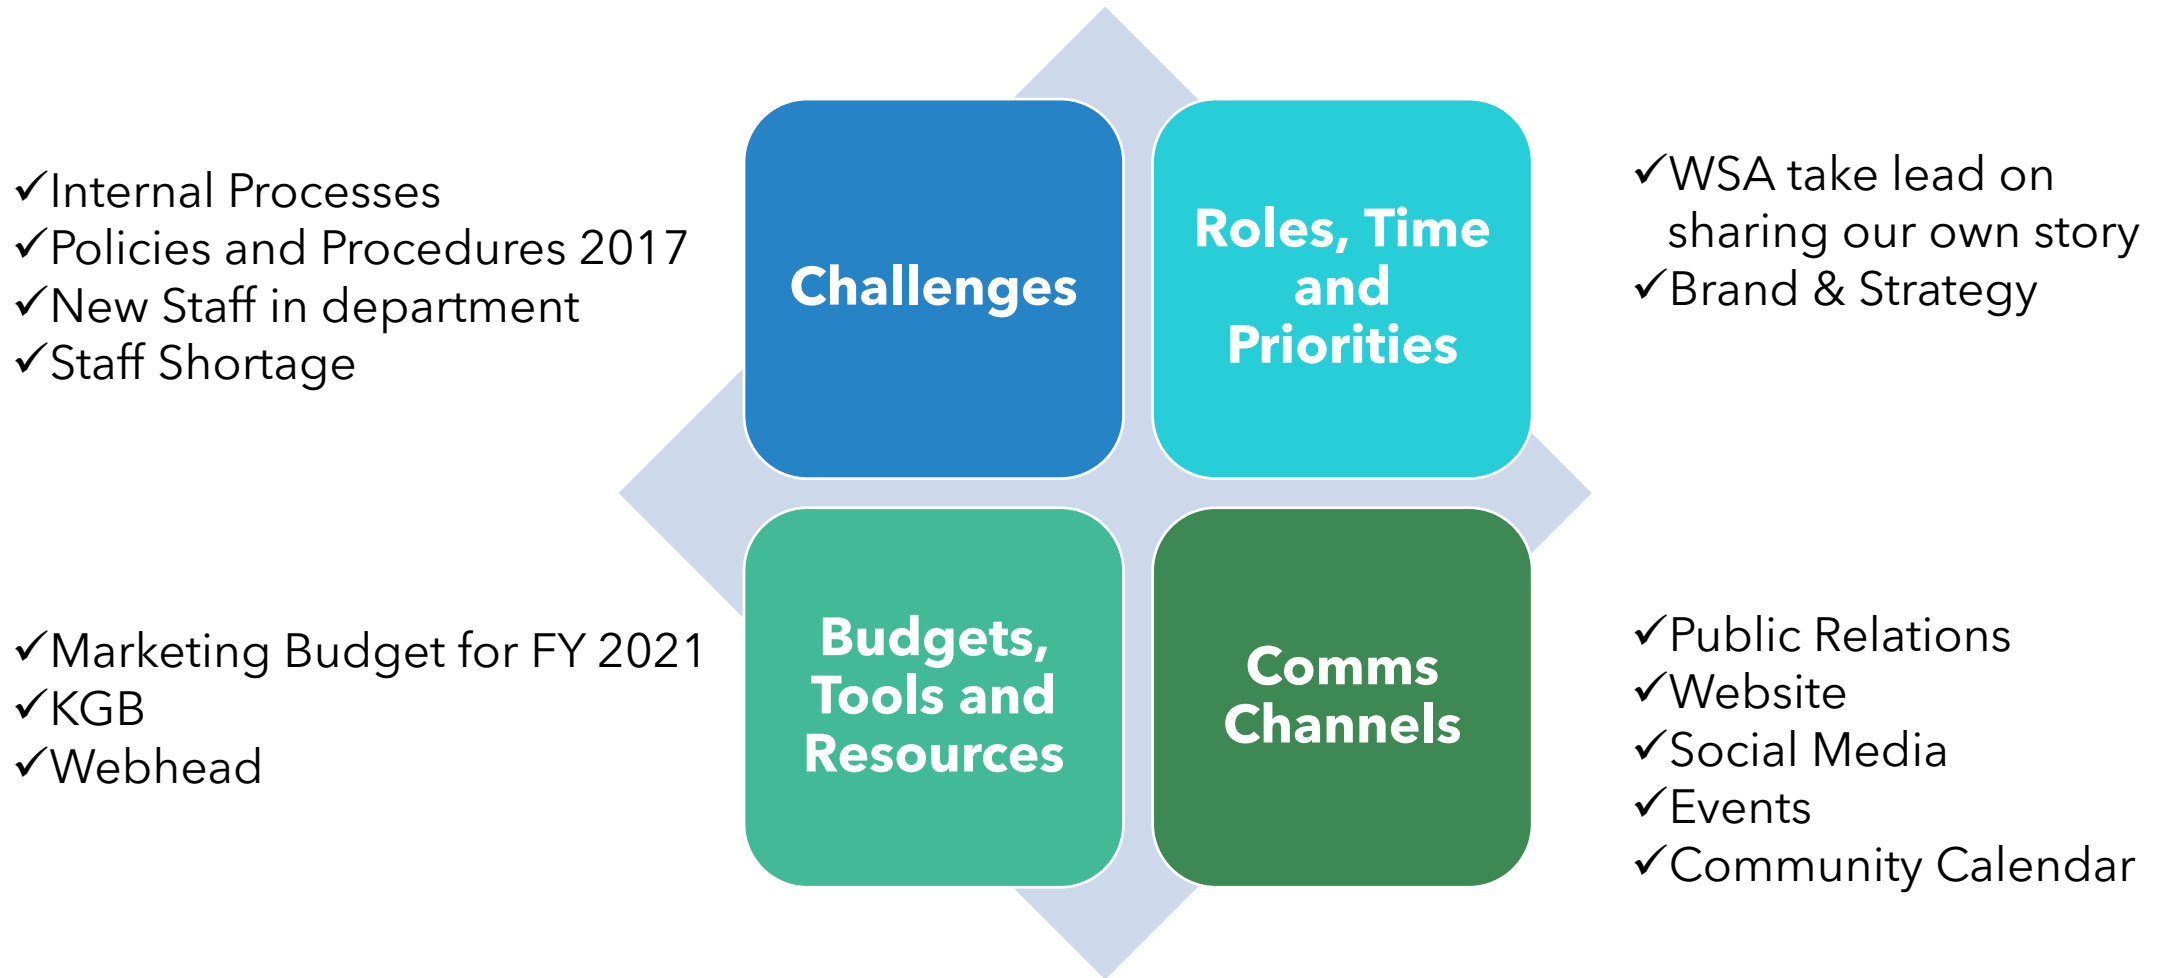 ✓Internal Processes
✓Policies and Procedures 2017
✓New Staff in department
✓Staff Shortage
Challenges
Roles, Time
and
Priorities
✓WSA take lead on
sharing our own story
✓Brand & Strategy
✓Marketing Budget for FY 2021
✓KGB
✓Webhead
Budgets,
Tools and
Resources
Comms
Channels
✓Public Relations
✓Website
✓Social Media
✓Events
✓Community Calendar